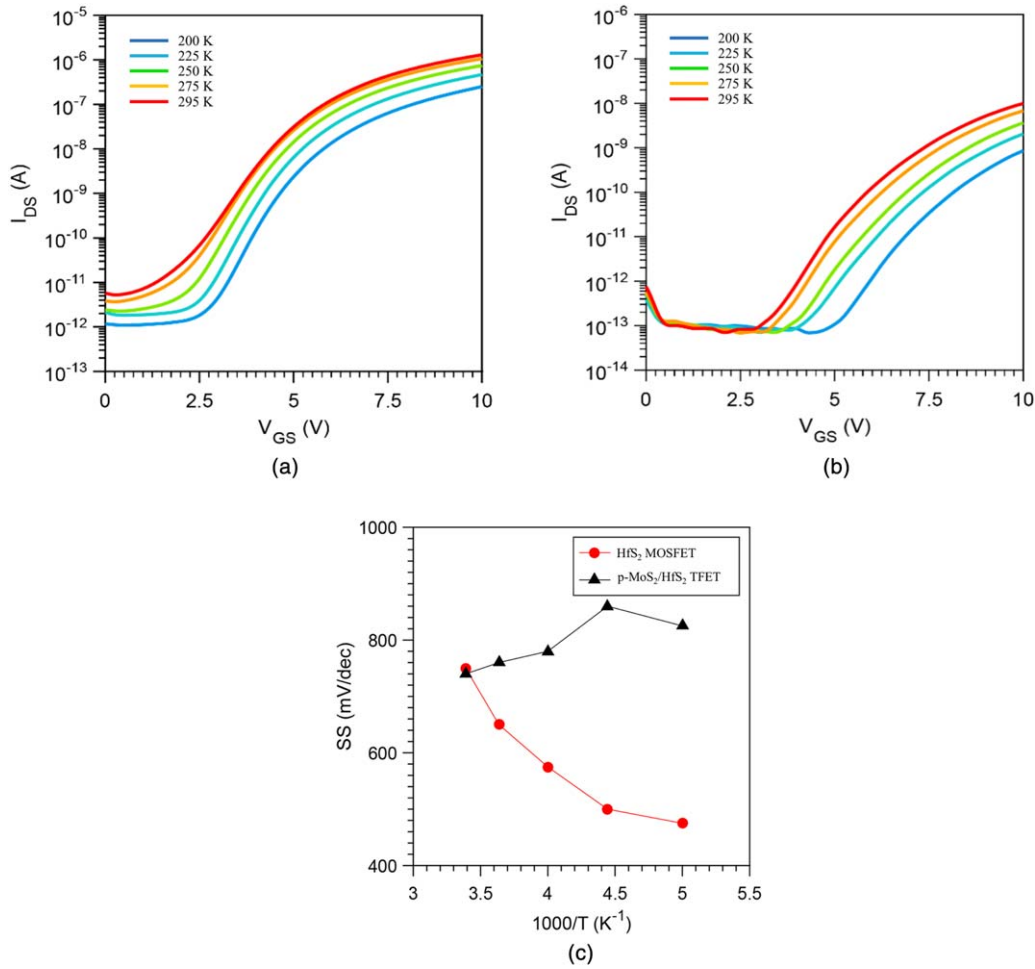 10⁻⁵
10⁻⁶
10⁻⁷
10⁻⁸
10⁻⁹
10⁻¹⁰
10⁻¹¹
10⁻¹²
10⁻¹³
I_DS (A)
200 K
225 K
250 K
275 K
295 K
0 2.5 5 7.5 10
V_GS (V)
(a)
10⁻⁶
10⁻⁷
10⁻⁸
10⁻⁹
10⁻¹⁰
10⁻¹¹
10⁻¹²
10⁻¹³
10⁻¹⁴
I_DS (A)
200 K
225 K
250 K
275 K
295 K
0 2.5 5 7.5 10
V_GS (V)
(b)
1000
800
600
400
SS (mV/dec)
HfS₂ MOSFET
p-MoS₂/HfS₂ TFET
3 3.5 4 4.5 5 5.5
1000/T (K⁻¹)
(c)